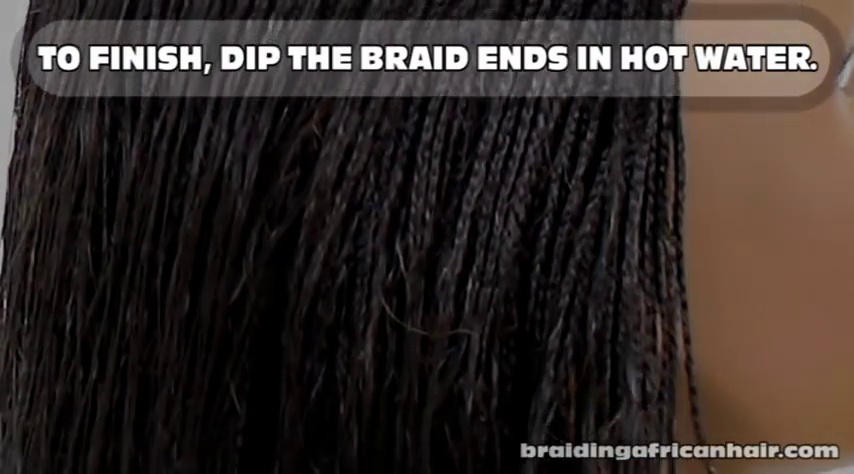 TO FINISH, DIP THE BRAID ENDS IN HOT WATER.
braidingafricanhair.com